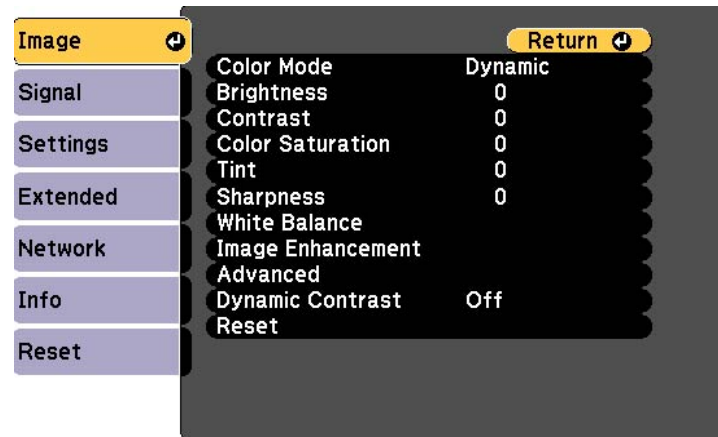 Image
Signal
Settings
Extended
Network
Info
Reset
Return
Color Mode Dynamic
Brightness 0
Contrast 0
Color Saturation 0
Tint 0
Sharpness 0
White Balance
Image Enhancement
Advanced
Dynamic Contrast Off
Reset